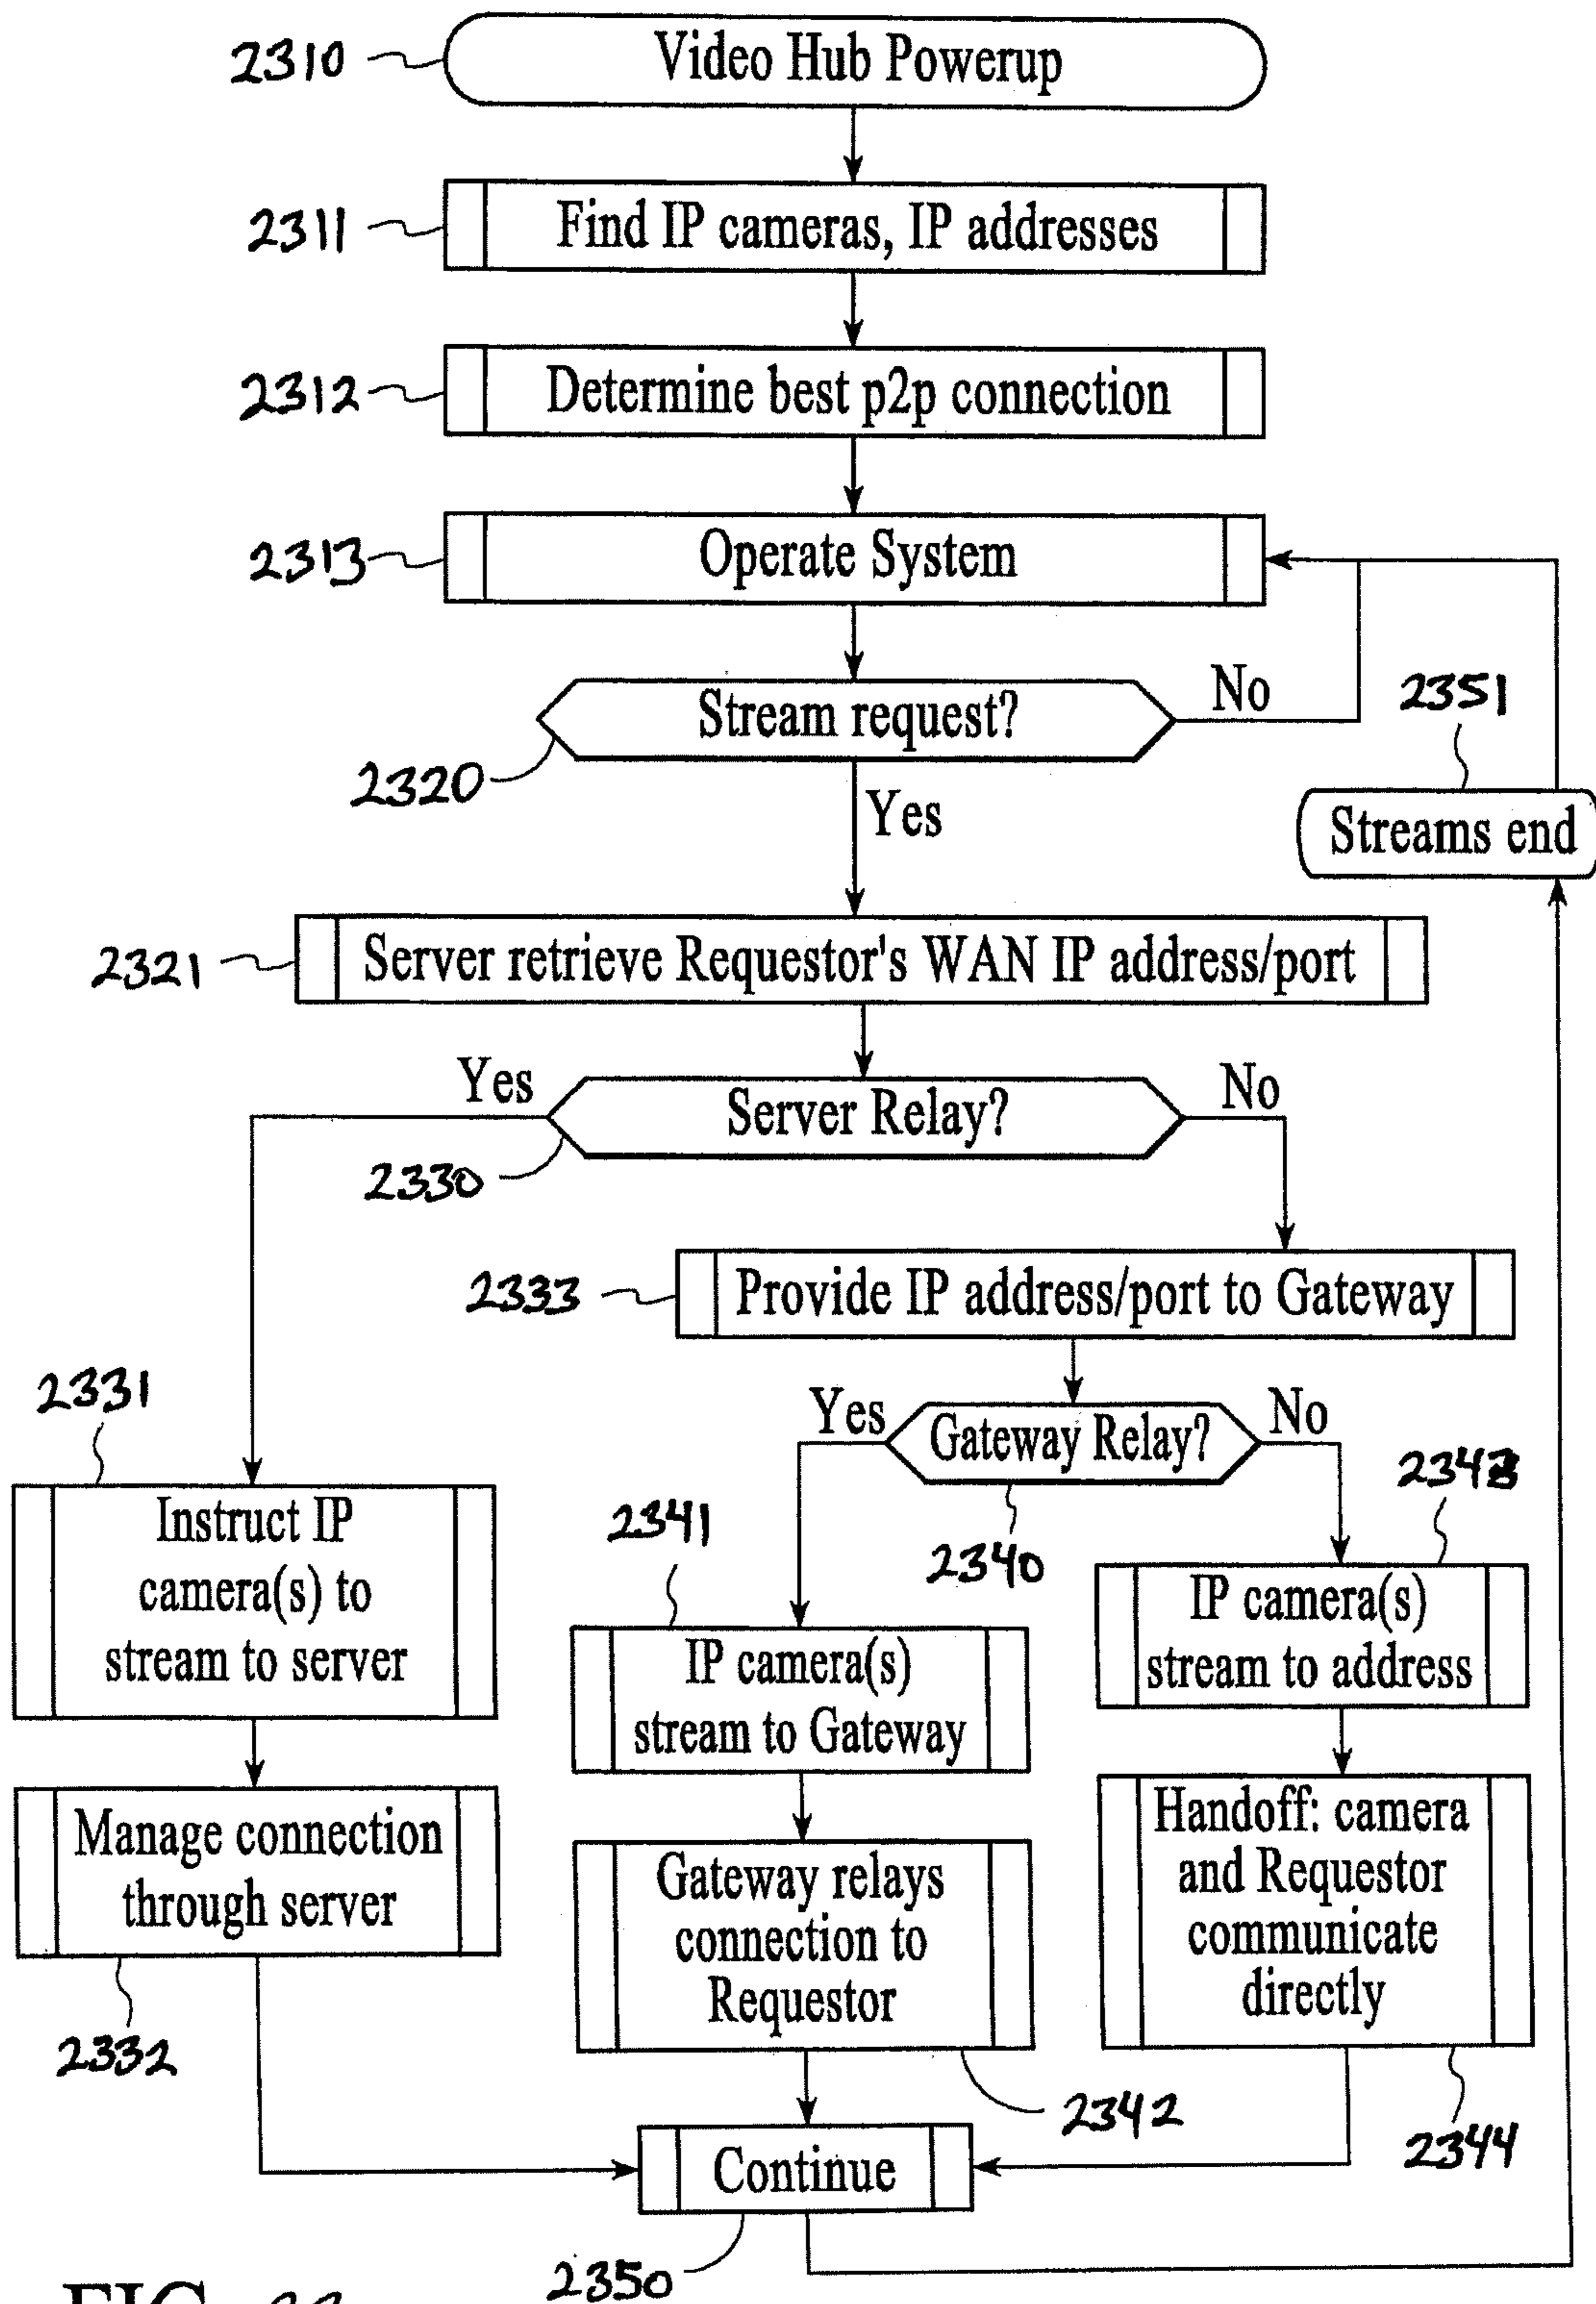 2310
Video Hub Powerup
2311
Find IP cameras, IP addresses
2312
Determine best p2p connection
2313
Operate System
Stream request?
No
2320
Yes
2351
Streams end
2321
Server retrieve Requestor's WAN IP address/port
Yes
Server Relay?
No
2330
2333
Provide IP address/port to Gateway
Yes
Gateway Relay?
No
2340
2331
Instruct IP
camera(s) to
stream to server
2341
IP camera(s)
stream to Gateway
2343
IP camera(s)
stream to address
Manage connection
through server
2332
Gateway relays
connection to
Requestor
2342
Handoff: camera
and Requestor
communicate
directly
2344
Continue
2350
FIG.